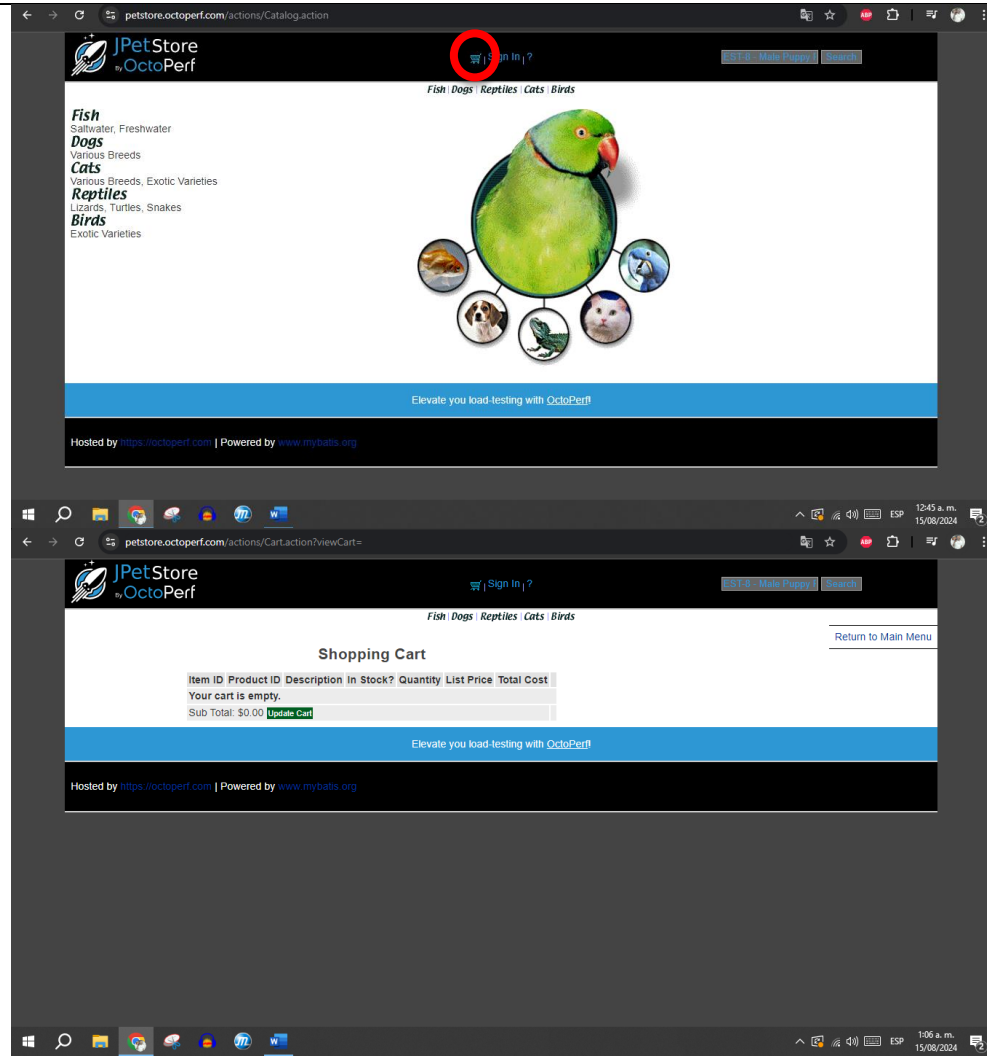 petstore.octoperf.com/actions/Catalog.action
ABP
JPetStore
By OctoPerf
Sign In | ?
EST-8 - Male Puppy Search
Fish | Dogs | Reptiles | Cats | Birds
Fish
Saltwater, Freshwater
Dogs
Various Breeds
Cats
Various Breeds, Exotic Varieties
Reptiles
Lizards, Turtles, Snakes
Birds
Exotic Varieties
Elevate you load-testing with OctoPerf!
Hosted by https://octoperf.com | Powered by www.mybatis.org
ESP
12:45 a. m.
15/08/2024
2
petstore.octoperf.com/actions/Cart.action?viewCart=
ABP
JPetStore
By OctoPerf
| Sign In | ?
EST-8 - Male Puppy Search
Fish | Dogs | Reptiles | Cats | Birds
Return to Main Menu
Shopping Cart
Item ID Product ID Description In Stock? Quantity List Price Total Cost
Your cart is empty.
Sub Total: $0.00 Update Cart
Elevate you load-testing with OctoPerf!
Hosted by https://octoperf.com | Powered by www.mybatis.org
ESP
1:06 a. m.
15/08/2024
2